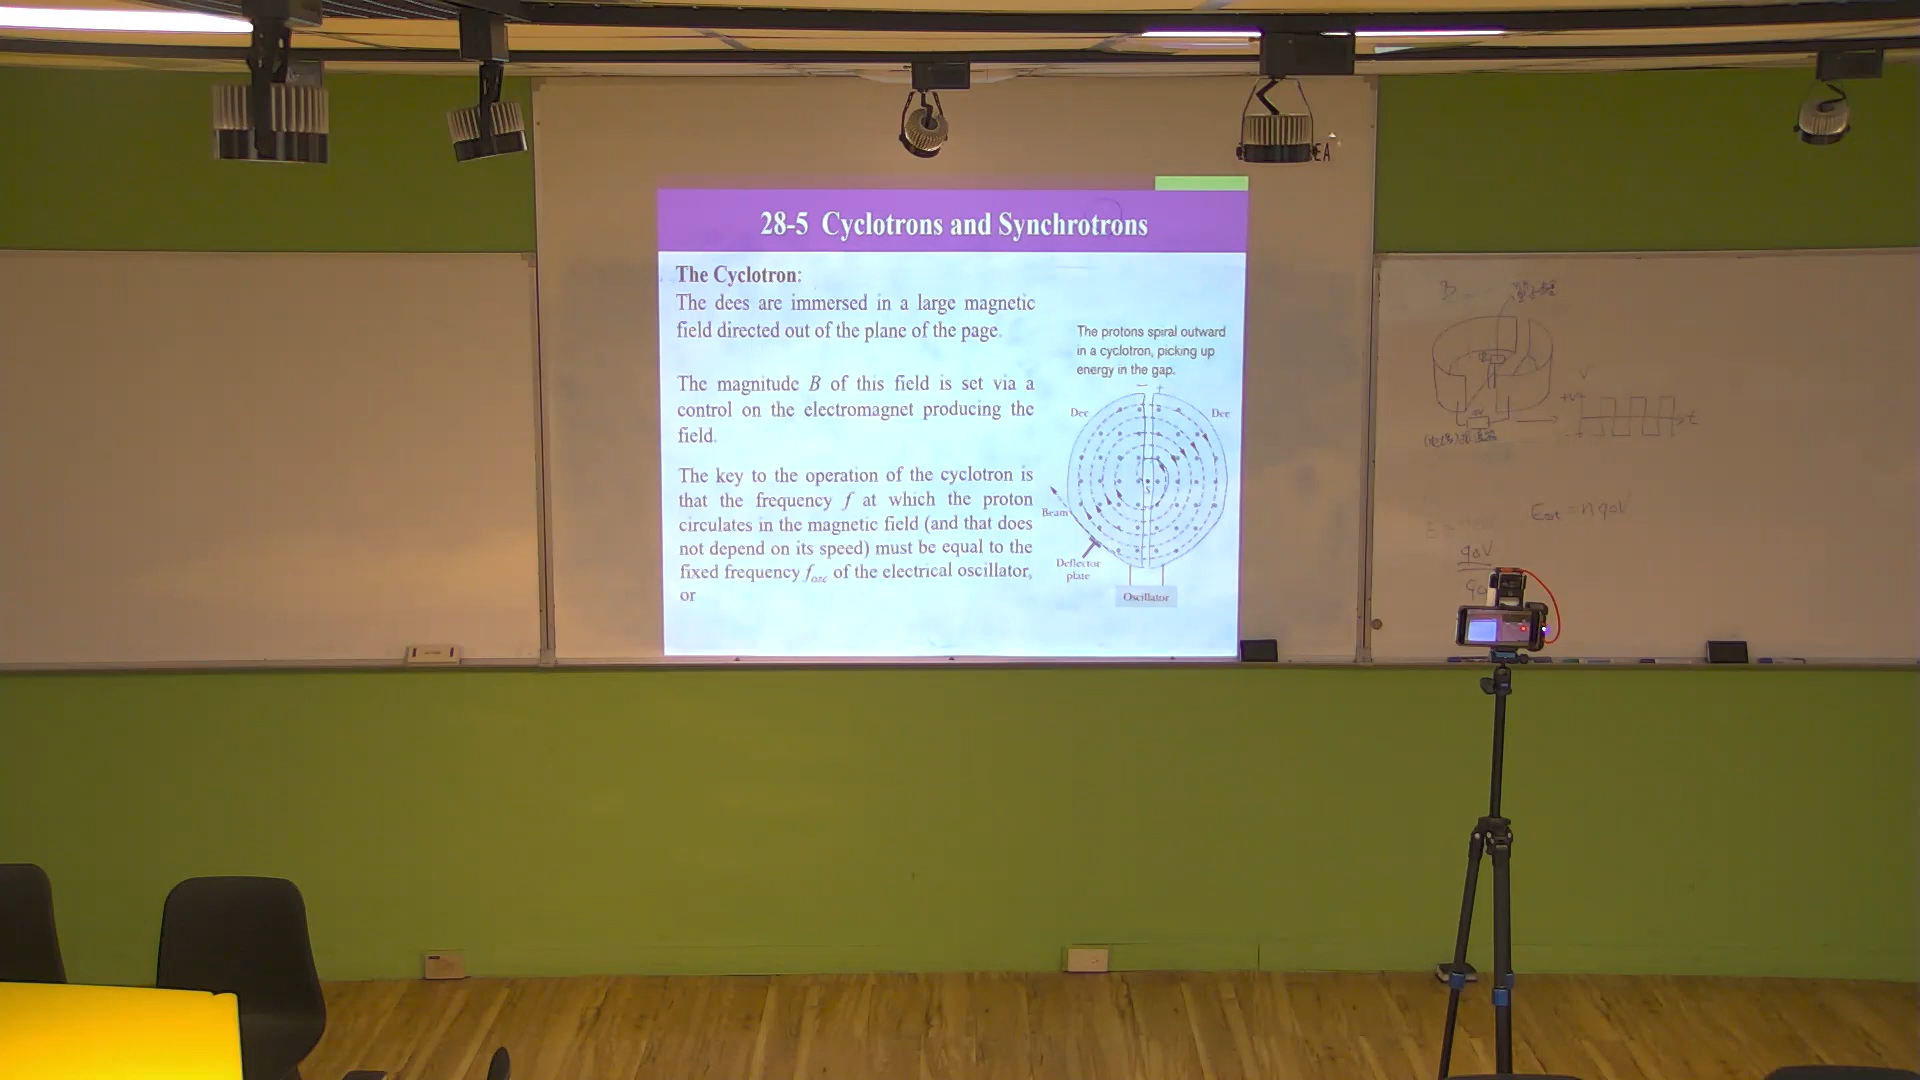 EA
28-5 Cyclotrons and Synchrotrons
The Cyclotron:
The dees are immersed in a large magnetic
field directed out of the plane of the page.
The magnitude B of this field is set via a
control on the electromagnet producing the
field.
The key to the operation of the cyclotron is
that the frequency f at which the proton
circulates in the magnetic field (and that does
not depend on its speed) must be equal to the
fixed frequency fosc of the electrical oscillator,
or
The protons spiral outward
in a cyclotron, picking up
energy in the gap.
− +
Dee
Dee
S
Beam
Deflector
plate
Oscillator
B
V
+V
t
qΔV